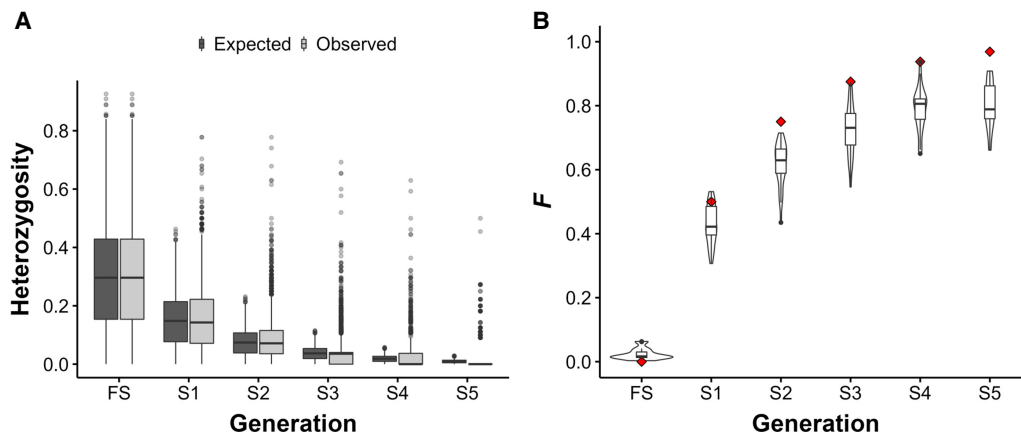 A
Expected Observed
Heterozygosity
0.8
0.6
0.4
0.2
0.0
FS S1 S2 S3 S4 S5
Generation
B
F
1.0
0.8
0.6
0.4
0.2
0.0
FS S1 S2 S3 S4 S5
Generation